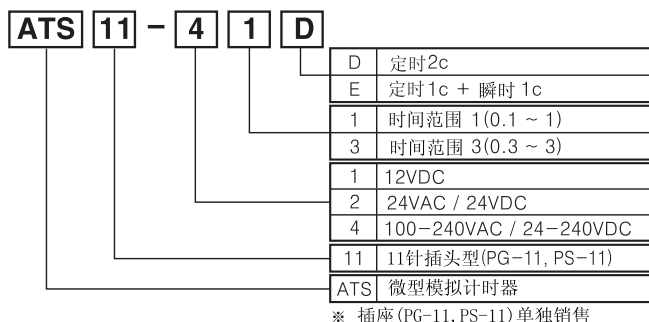 ATS 11 - 4 1 D
D 定时2c
E 定时1c + 瞬时 1c
1 时间范围 1(0.1 ~ 1)
3 时间范围 3(0.3 ~ 3)
1 12VDC
2 24VAC / 24VDC
4 100-240VAC / 24-240VDC
11 11针插头型(PG-11, PS-11)
ATS 微型模拟计时器
※ 插座(PG-11, PS-11)单独销售